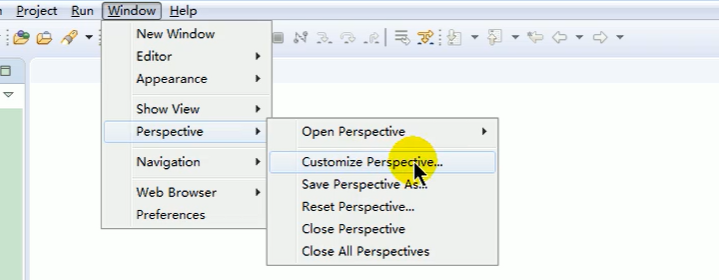 Project Run Window Help
New Window
Editor
Appearance
Show View
Perspective
Navigation
Web Browser
Preferences
Open Perspective
Customize Perspective...
Save Perspective As...
Reset Perspective...
Close Perspective
Close All Perspectives